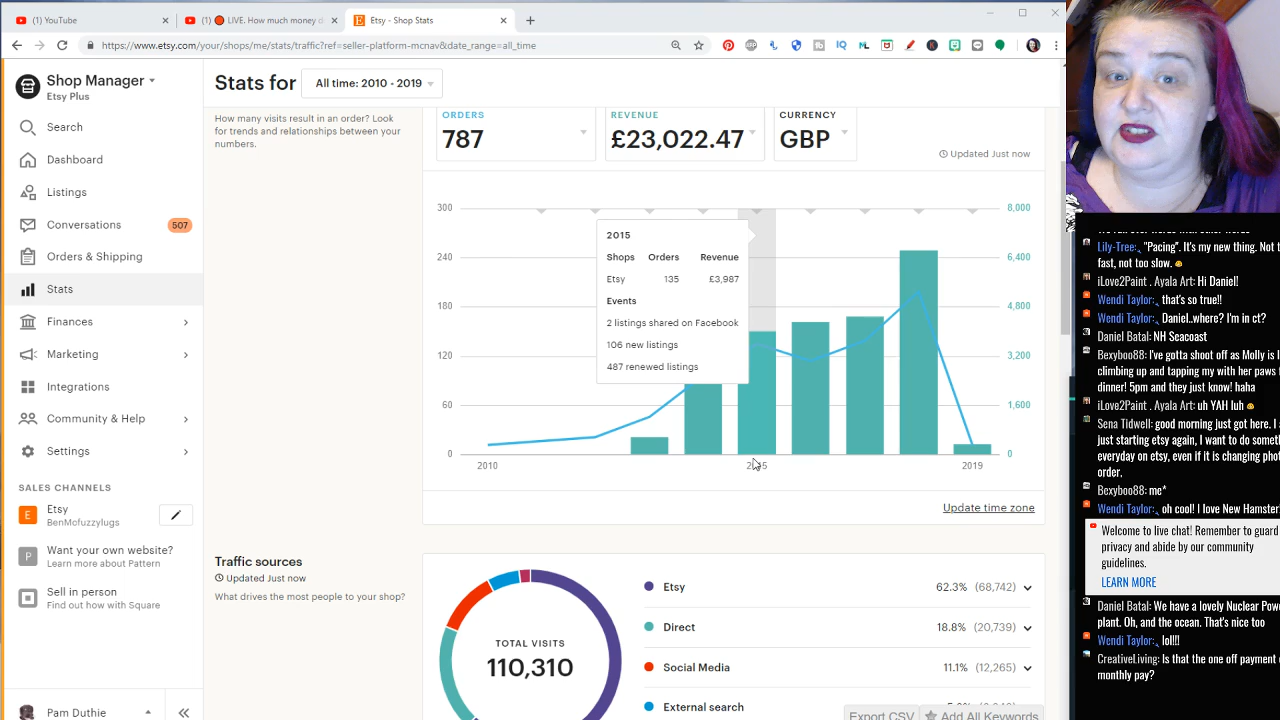 (1) YouTube
(1) 🔴 LIVE. How much money d
Etsy - Shop Stats
https://www.etsy.com/your/shops/me/stats/traffic?ref=seller-platform-mcnav&date_range=all_time
Shop Manager
Etsy Plus
Search
Dashboard
Listings
Conversations
507
Orders & Shipping
Stats
Finances
Marketing
Integrations
Community & Help
Settings
SALES CHANNELS
E
Etsy
BenMofuzzylugs
P
Want your own website?
Learn more about Pattern
Sell in person
Find out how with Square
Pam Duthie
Stats for
All time: 2010 - 2019
How many visits result in an order? Look
for trends and relationships between your
numbers.
ORDERS
787
REVENUE
£23,022.47
CURRENCY
GBP
Updated Just now
300
240
180
120
60
0
8,000
6,400
4,800
3,200
1,600
0
2015
Shops Orders Revenue
Etsy 135 £3,987
Events
2 listings shared on Facebook
106 new listings
487 renewed listings
2010
2019
Update time zone
Traffic sources
Updated Just now
What drives the most people to your shop?
TOTAL VISITS
110,310
Etsy 62.3% (68,742)
Direct 18.8% (20,739)
Social Media 11.1% (12,265)
External search
Export CSV
Add All Keywords
Lily-Tree: "Pacing". It's my new thing. Not t
fast, not too slow.
iLove2Paint . Ayala Art: Hi Daniel!
Wendi Taylor: that's so true!!
Wendi Taylor: Daniel..where? I'm in ct?
Daniel Batal: NH Seacoast
Bexyboo88: I've gotta shoot off as Molly is l
climbing up and tapping my with her paws f
dinner! 5pm and they just know! haha
iLove2Paint . Ayala Art: uh YAH luh
Sena Tidwell: good morning just got here. I a
just starting etsy again, I want to do someth
everyday on etsy, even if it is changing phot
order.
Bexyboo88: me*
Wendi Taylor: oh cool! I love New Hamster!
Welcome to live chat! Remember to guard
privacy and abide by our community
guidelines.
LEARN MORE
Daniel Batal: We have a lovely Nuclear Powe
plant. Oh, and the ocean. That's nice too
Wendi Taylor: lol!!!
CreativeLiving: Is that the one off payment o
monthly pay?